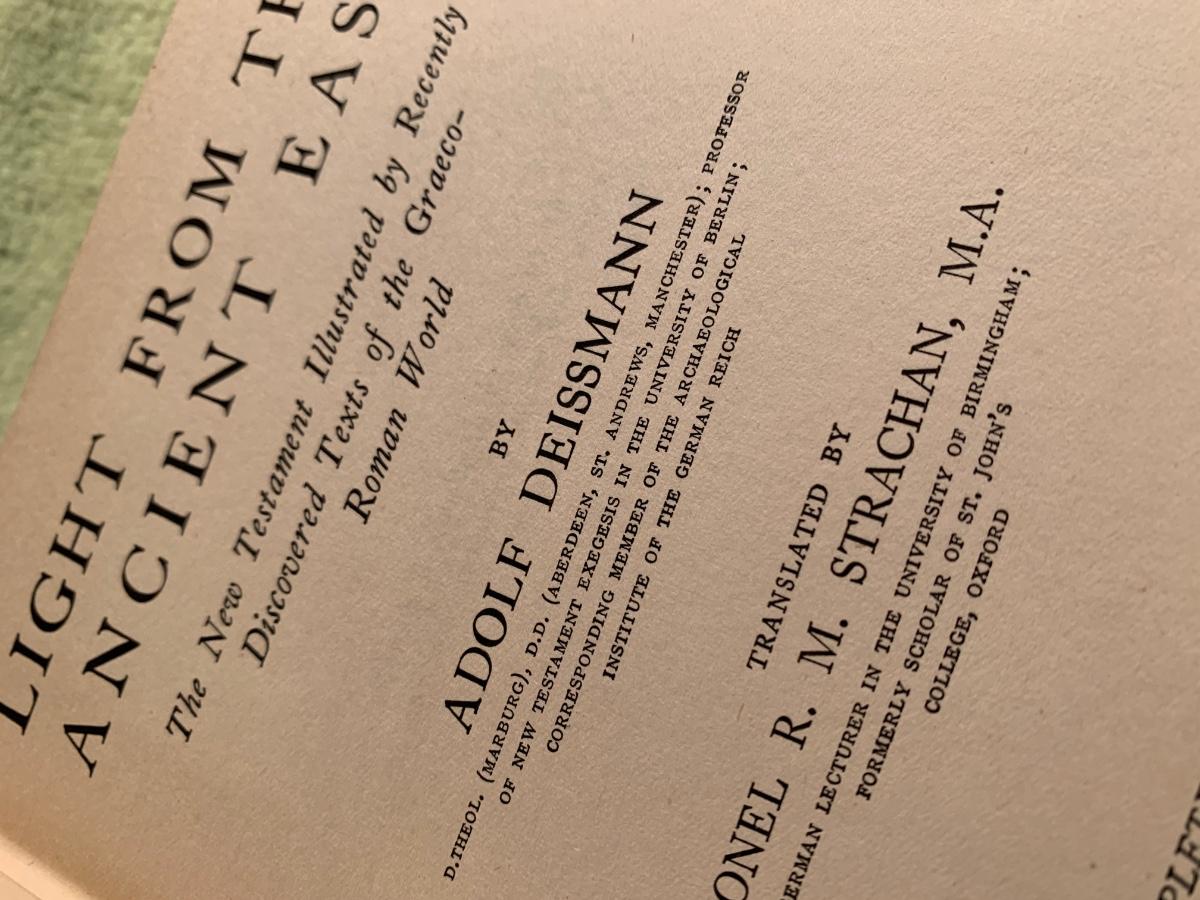 LIGHT FROM TH
ANCIENT EAS
The New Testament Illustrated by Recently
Discovered Texts of the Graeco-
Roman World
BY
ADOLF DEISSMANN
D.THEOL. (MARBURG), D.D. (ABERDEEN, ST. ANDREWS, MANCHESTER); PROFESSOR
OF NEW TESTAMENT EXEGESIS IN THE UNIVERSITY OF BERLIN;
CORRESPONDING MEMBER OF THE ARCHAEOLOGICAL
INSTITUTE OF THE GERMAN REICH
TRANSLATED BY
ONEL R. M. STRACHAN, M.A.
ERMAN LECTURER IN THE UNIVERSITY OF BIRMINGHAM;
FORMERLY SCHOLAR OF ST. JOHN'S
COLLEGE, OXFORD
PLET